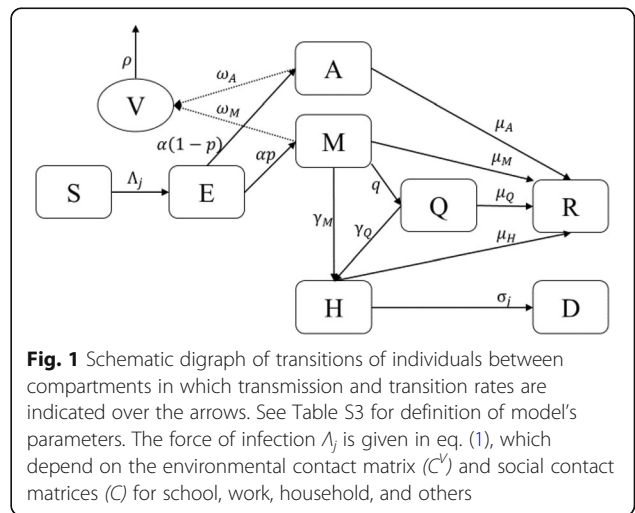 ρ
V
ω_A
ω_M
A
α(1 − p)
αp
M
μ_A
μ_M
S
Λ_j
E
q
Q
μ_Q
R
γ_M
γ_Q
μ_H
H
σ_j
D
Fig. 1 Schematic digraph of transitions of individuals between
compartments in which transmission and transition rates are
indicated over the arrows. See Table S3 for definition of model's
parameters. The force of infection Λ_j is given in eq. (1), which
depend on the environmental contact matrix (C^V) and social contact
matrices (C) for school, work, household, and others